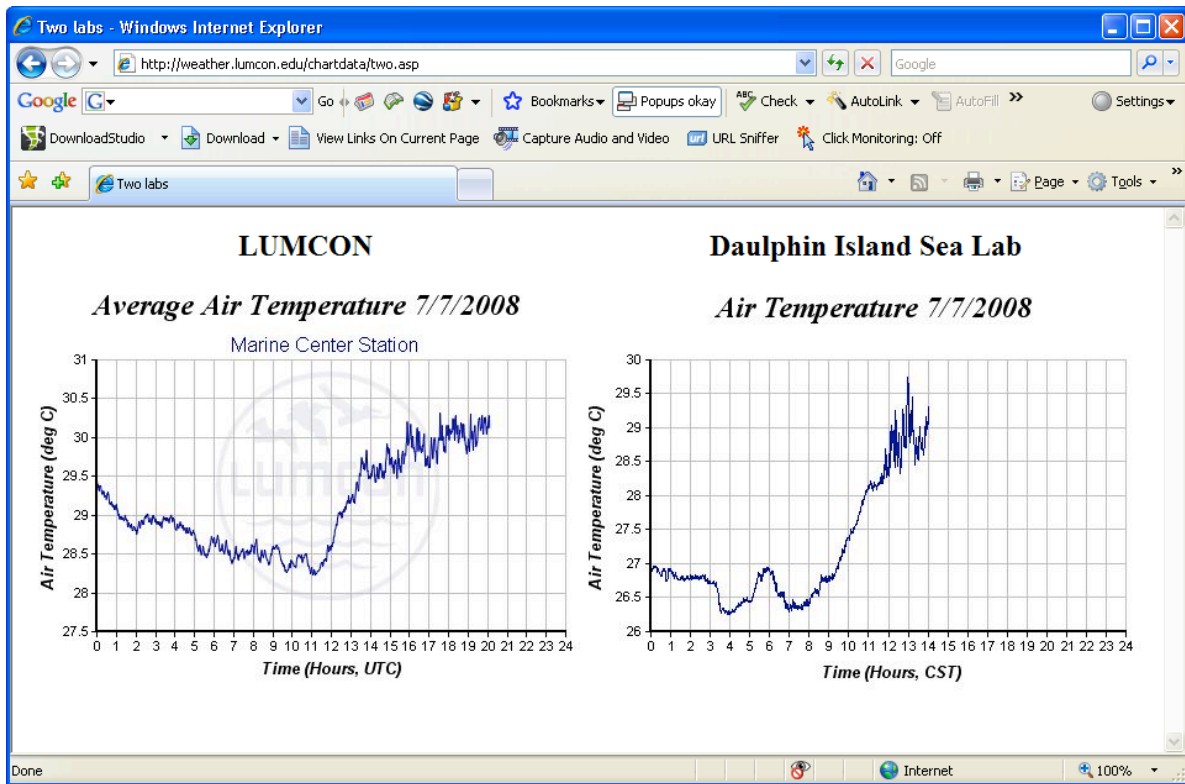 Two labs - Windows Internet Explorer
http://weather.lumcon.edu/chartdata/two.asp
Google
Google G
Go
Bookmarks
Popups okay
ABC
Check
AutoLink
AutoFill
»
Settings
DownloadStudio
Download
View Links On Current Page
Capture Audio and Video
url
URL Sniffer
Click Monitoring: Off
Two labs
Page
Tools
»
LUMCON
Average Air Temperature 7/7/2008
Marine Center Station
LUMCON
Air Temperature (deg C)
31
30.5
30
29.5
29
28.5
28
27.5
0 1 2 3 4 5 6 7 8 9 10 11 12 13 14 15 16 17 18 19 20 21 22 23 24
Time (Hours, UTC)
Daulphin Island Sea Lab
Air Temperature 7/7/2008
Air Temperature (deg C)
30
29.5
29
28.5
28
27.5
27
26.5
26
0 1 2 3 4 5 6 7 8 9 10 11 12 13 14 15 16 17 18 19 20 21 22 23 24
Time (Hours, CST)
Done
Internet
100%